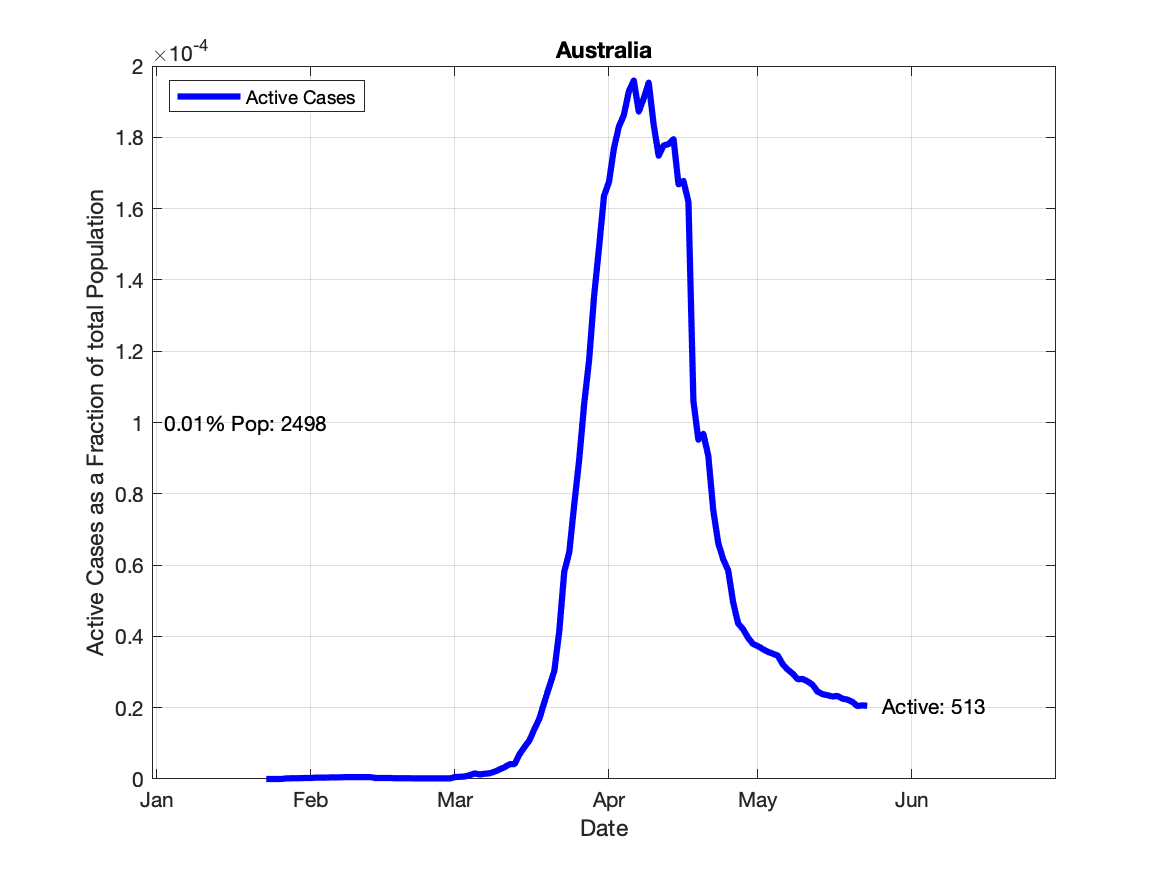 Australia
×10-4
Active Cases
2
1.8
1.6
1.4
1.2
1
0.8
0.6
0.4
0.2
0
0.01% Pop: 2498
Active: 513
Active Cases as a Fraction of total Population
Jan Feb Mar Apr May Jun
Date